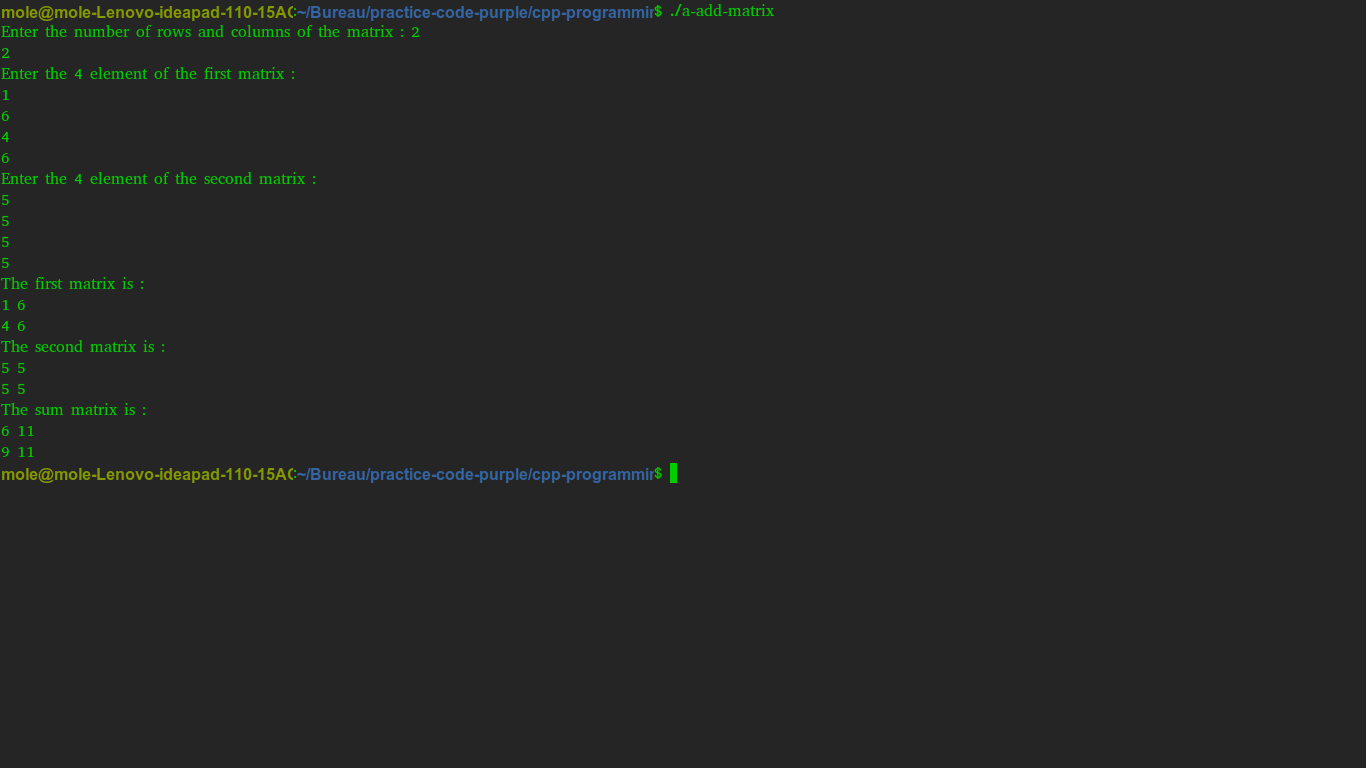 mole@mole-Lenovo-ideapad-110-15AC:~/Bureau/practice-code-purple/cpp-programmin$ ./a-add-matrix
Enter the number of rows and columns of the matrix : 2
2
Enter the 4 element of the first matrix :
1
6
4
6
Enter the 4 element of the second matrix :
5
5
5
5
The first matrix is :
1 6
4 6
The second matrix is :
5 5
5 5
The sum matrix is :
6 11
9 11
mole@mole-Lenovo-ideapad-110-15AC:~/Bureau/practice-code-purple/cpp-programmin$